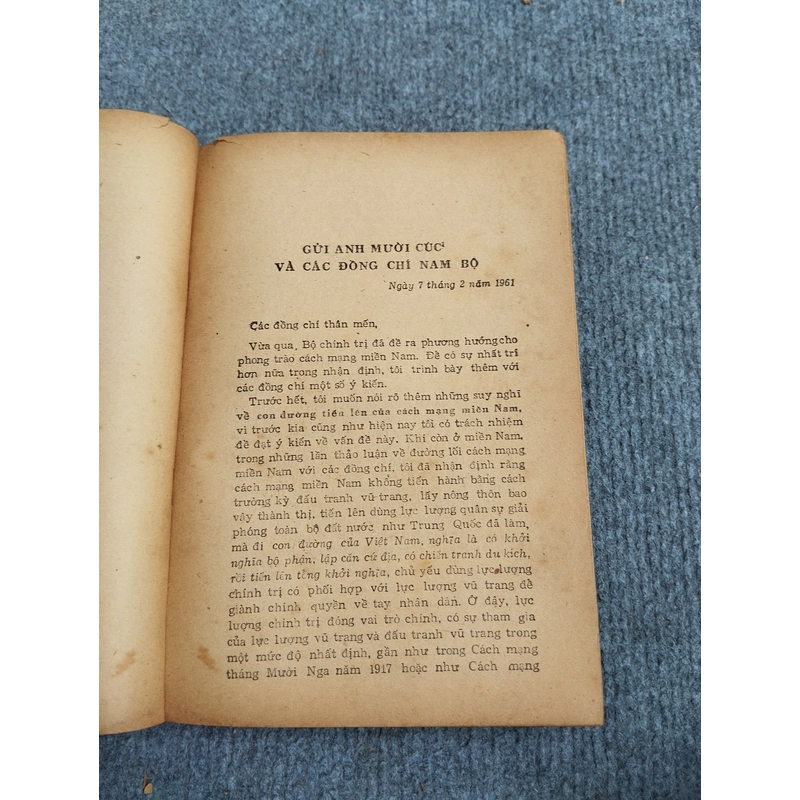 GỬI ANH MƯỜI CÚC¹
VÀ CÁC ĐỒNG CHÍ NAM BỘ
Ngày 7 tháng 2 năm 1961
Các đồng chí thân mến,
Vừa qua, Bộ chính trị đã đề ra phương hướng cho
phong trào cách mạng miền Nam. Để có sự nhất trí
hơn nữa trong nhận định, tôi trình bày thêm với
các đồng chí một số ý kiến.
Trước hết, tôi muốn nói rõ thêm những suy nghĩ
về con đường tiến lên của cách mạng miền Nam,
vì trước kia cũng như hiện nay tôi có trách nhiệm
đề đạt ý kiến về vấn đề này. Khi còn ở miền Nam,
trong những lần thảo luận về đường lối cách mạng
miền Nam với các đồng chí, tôi đã nhận định rằng
cách mạng miền Nam không tiến hành bằng cách
trường kỳ đấu tranh vũ trang, lấy nông thôn bao
vây thành thị, tiến lên dùng lực lượng quân sự giải
phóng toàn bộ đất nước như Trung Quốc đã làm,
mà đi con đường của Việt Nam, nghĩa là có khởi
nghĩa bộ phận, lập căn cứ địa, có chiến tranh du kích,
rồi tiến lên tổng khởi nghĩa, chủ yếu dùng lực lượng
chính trị có phối hợp với lực lượng vũ trang để
giành chính quyền về tay nhân dân. Ở đây, lực
lượng chính trị đóng vai trò chính, có sự tham gia
của lực lượng vũ trang và đấu tranh vũ trang trong
một mức độ nhất định, gần như trong Cách mạng
tháng Mười Nga năm 1917 hoặc như Cách mạng